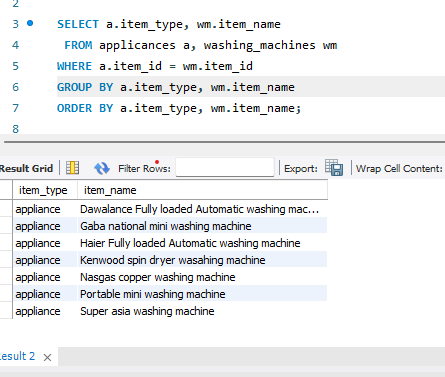 2
3 SELECT a.item_type, wm.item_name
4 FROM applicances a, washing_machines wm
5 WHERE a.item_id = wm.item_id
6 GROUP BY a.item_type, wm.item_name
7 ORDER BY a.item_type, wm.item_name;
8
Result Grid Filter Rows: Export: Wrap Cell Content:
item_type item_name
appliance Dawalance Fully loaded Automatic washing mac...
appliance Gaba national mini washing machine
appliance Haier Fully loaded Automatic washing machine
appliance Kenwood spin dryer wasahing machine
appliance Nasgas copper washing machine
appliance Portable mini washing machine
appliance Super asia washing machine
esult 2 ×